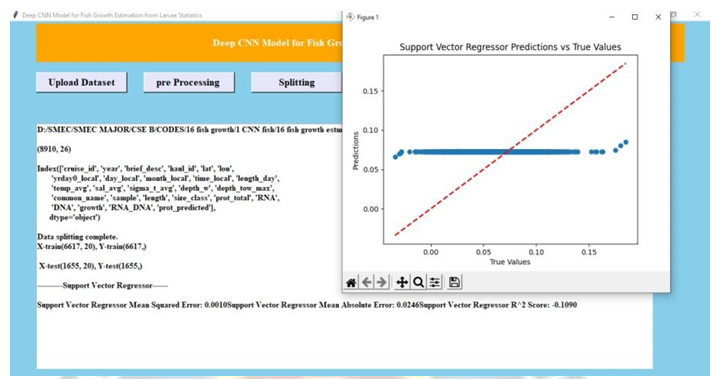 Deep CNN Model for Fish Growth Estimation from Larvae Statistics
Figure 1
Deep CNN Model for Fish Gro
Upload Dataset
pre Processing
Splitting
D:/SMEC/SMEC MAJOR/CSE B/CODES/16 fish growth/1 CNN fish/16 fish growth estm
(8910, 26)
Index(['cruise_id', 'year', 'brief_desc', 'haul_id', 'lat', 'lon',
'yrday0_local', 'day_local', 'month_local', 'time_local', 'length_day',
'temp_avg', 'sal_avg', 'sigma_t_avg', 'depth_w', 'depth_tow_max',
'common_name', 'sample', 'length', 'size_class', 'prot_total', 'RNA',
'DNA', 'growth', 'RNA_DNA', 'prot_predicted'],
dtype='object')
Data splitting complete.
X-train(6617, 20), Y-train(6617,)
X-test(1655, 20), Y-test(1655,)
----------Support Vector Regressor------
Support Vector Regressor Mean Squared Error: 0.0010Support Vector Regressor Mean Absolute Error: 0.0246Support Vector Regressor R^2 Score: -0.1090
Support Vector Regressor Predictions vs True Values
Predictions
0.15
0.10
0.05
0.00
0.00 0.05 0.10 0.15
True Values